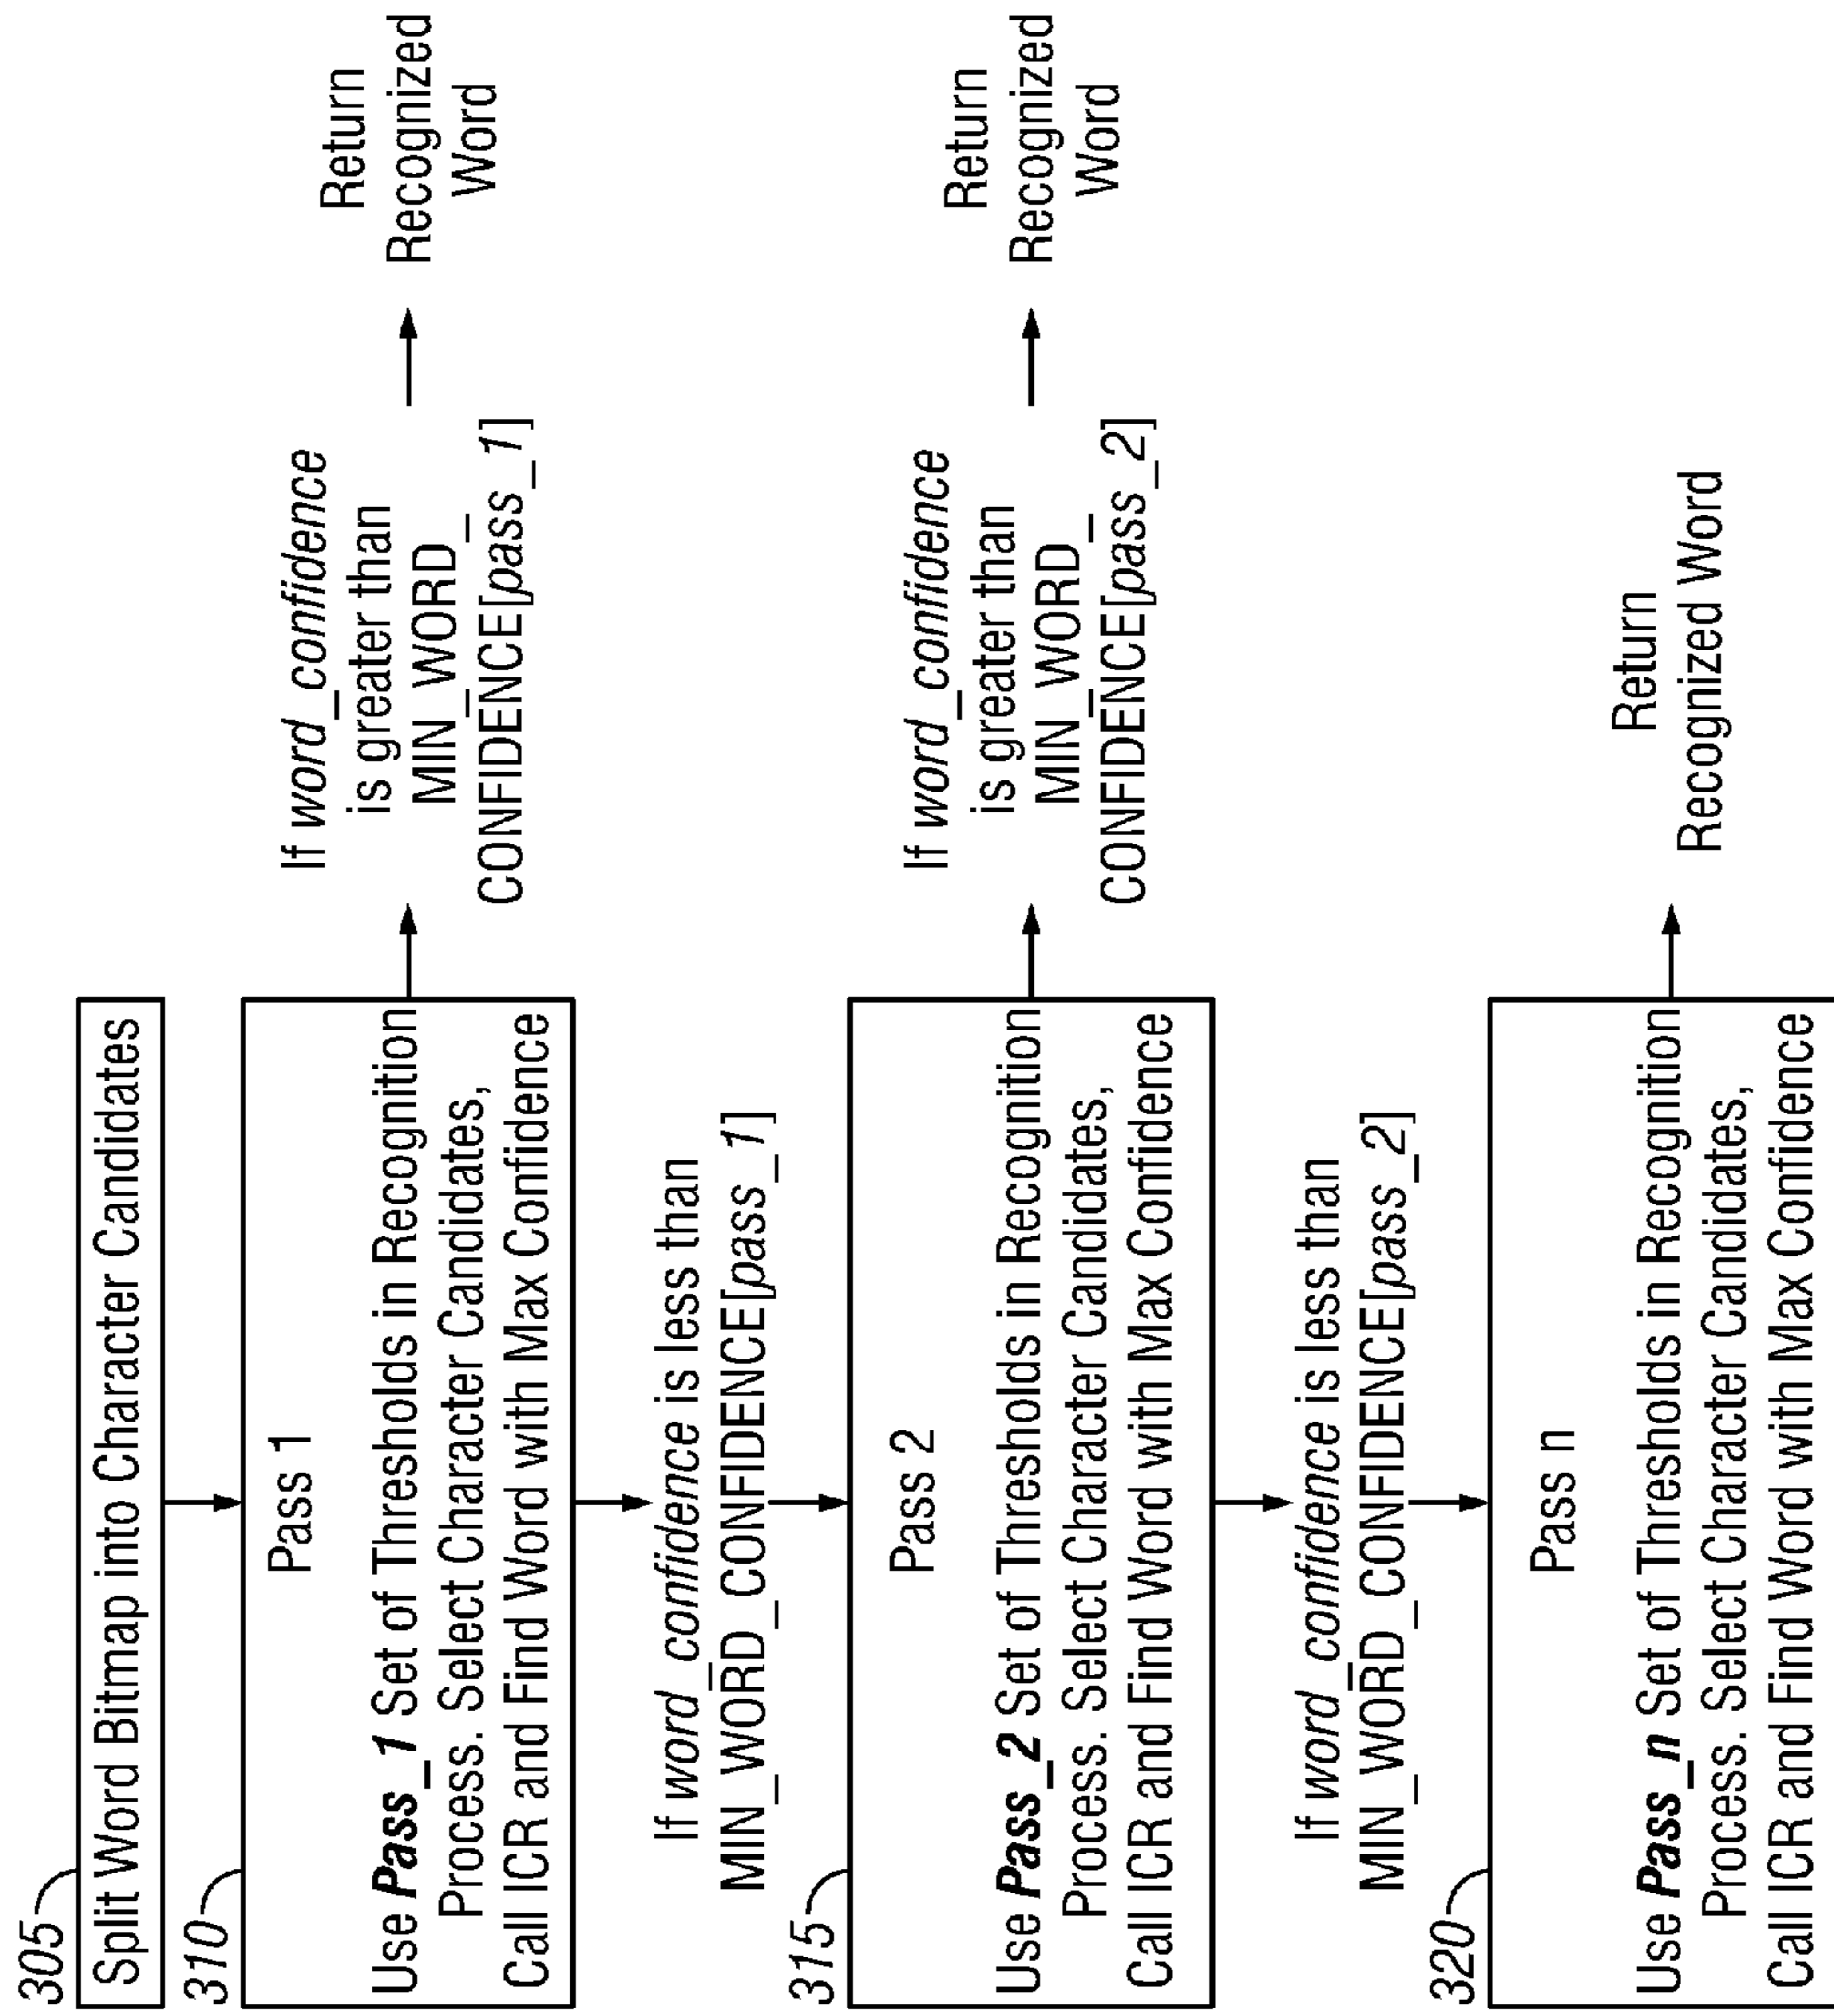 305
Split Word Bitmap into Character Candidates
310
Pass 1
Use Pass_1 Set of Thresholds in Recognition
Process. Select Character Candidates,
Call ICR and Find Word with Max Confidence
If word_confidence
is greater than
MIN_WORD_
CONFIDENCE[pass_1]
Return
Recognized
Word
If word_confidence is less than
MIN_WORD_CONFIDENCE[pass_1]
315
Pass 2
Use Pass_2 Set of Thresholds in Recognition
Process. Select Character Candidates,
Call ICR and Find Word with Max Confidence
If word_confidence
is greater than
MIN_WORD_
CONFIDENCE[pass_2]
Return
Recognized
Word
If word_confidence is less than
MIN_WORD_CONFIDENCE[pass_2]
320
Pass n
Use Pass_n Set of Thresholds in Recognition
Process. Select Character Candidates,
Call ICR and Find Word with Max Confidence
Return
Recognized Word